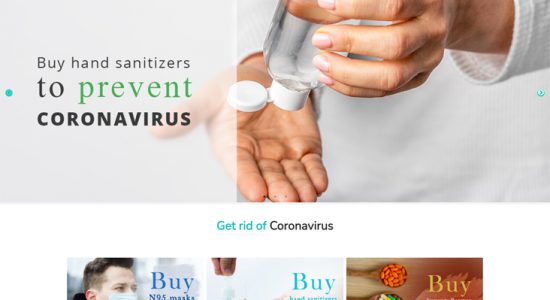 Buy hand sanitizers
to prevent
CORONAVIRUS
Get rid of Coronavirus
Buy
N95 masks
Buy
hand sanitizers
Buy